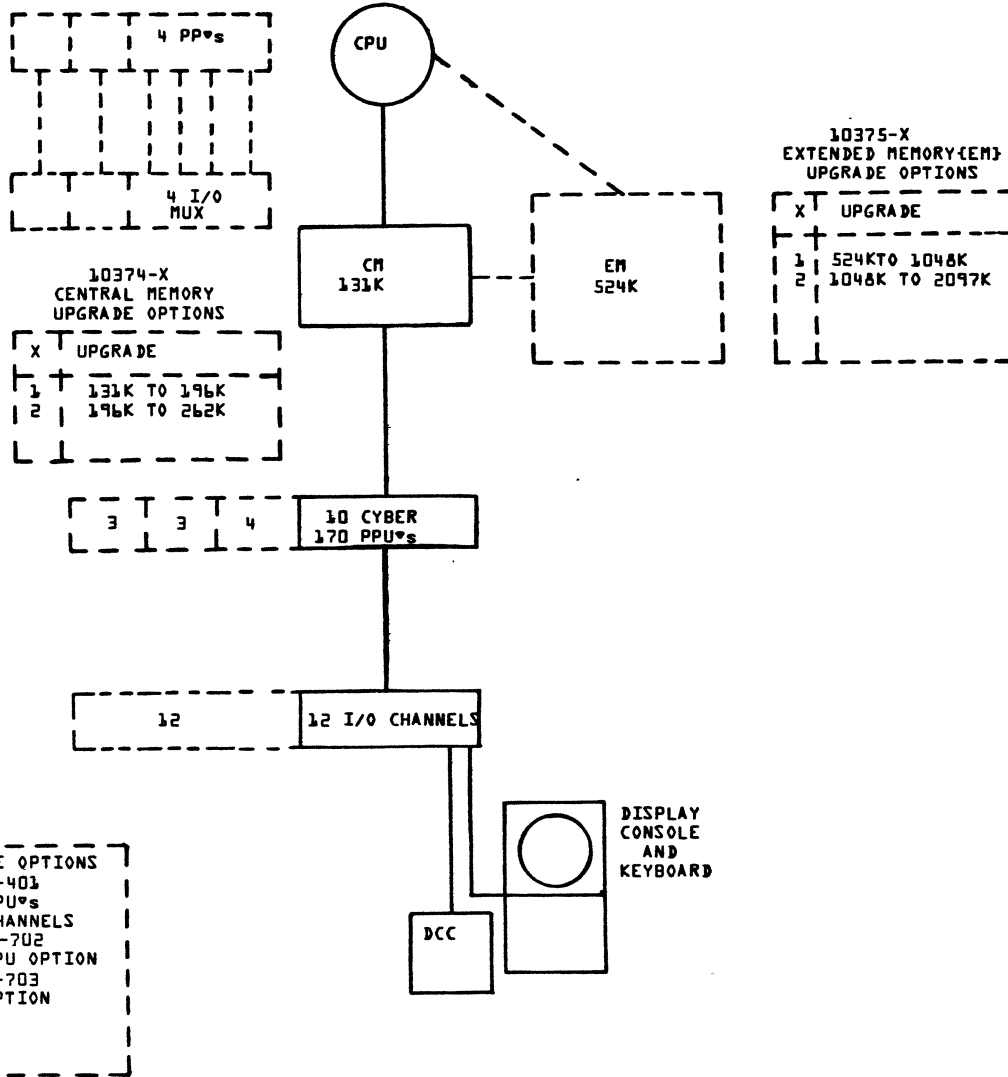 4 PP's
CPU
4 I/O
MUX
10375-X
EXTENDED MEMORY{EM}
UPGRADE OPTIONS
X UPGRADE
1 524KTO 1048K
2 1048K TO 2097K
CM
131K
EM
524K
10374-X
CENTRAL MEMORY
UPGRADE OPTIONS
X UPGRADE
1 131K TO 196K
2 196K TO 262K
3 3 4
10 CYBER
170 PPU's
12
12 I/O CHANNELS
DISPLAY
CONSOLE
AND
KEYBOARD
DCC
E OPTIONS
-401
PU's
HANNELS
-702
PU OPTION
-703
PTION